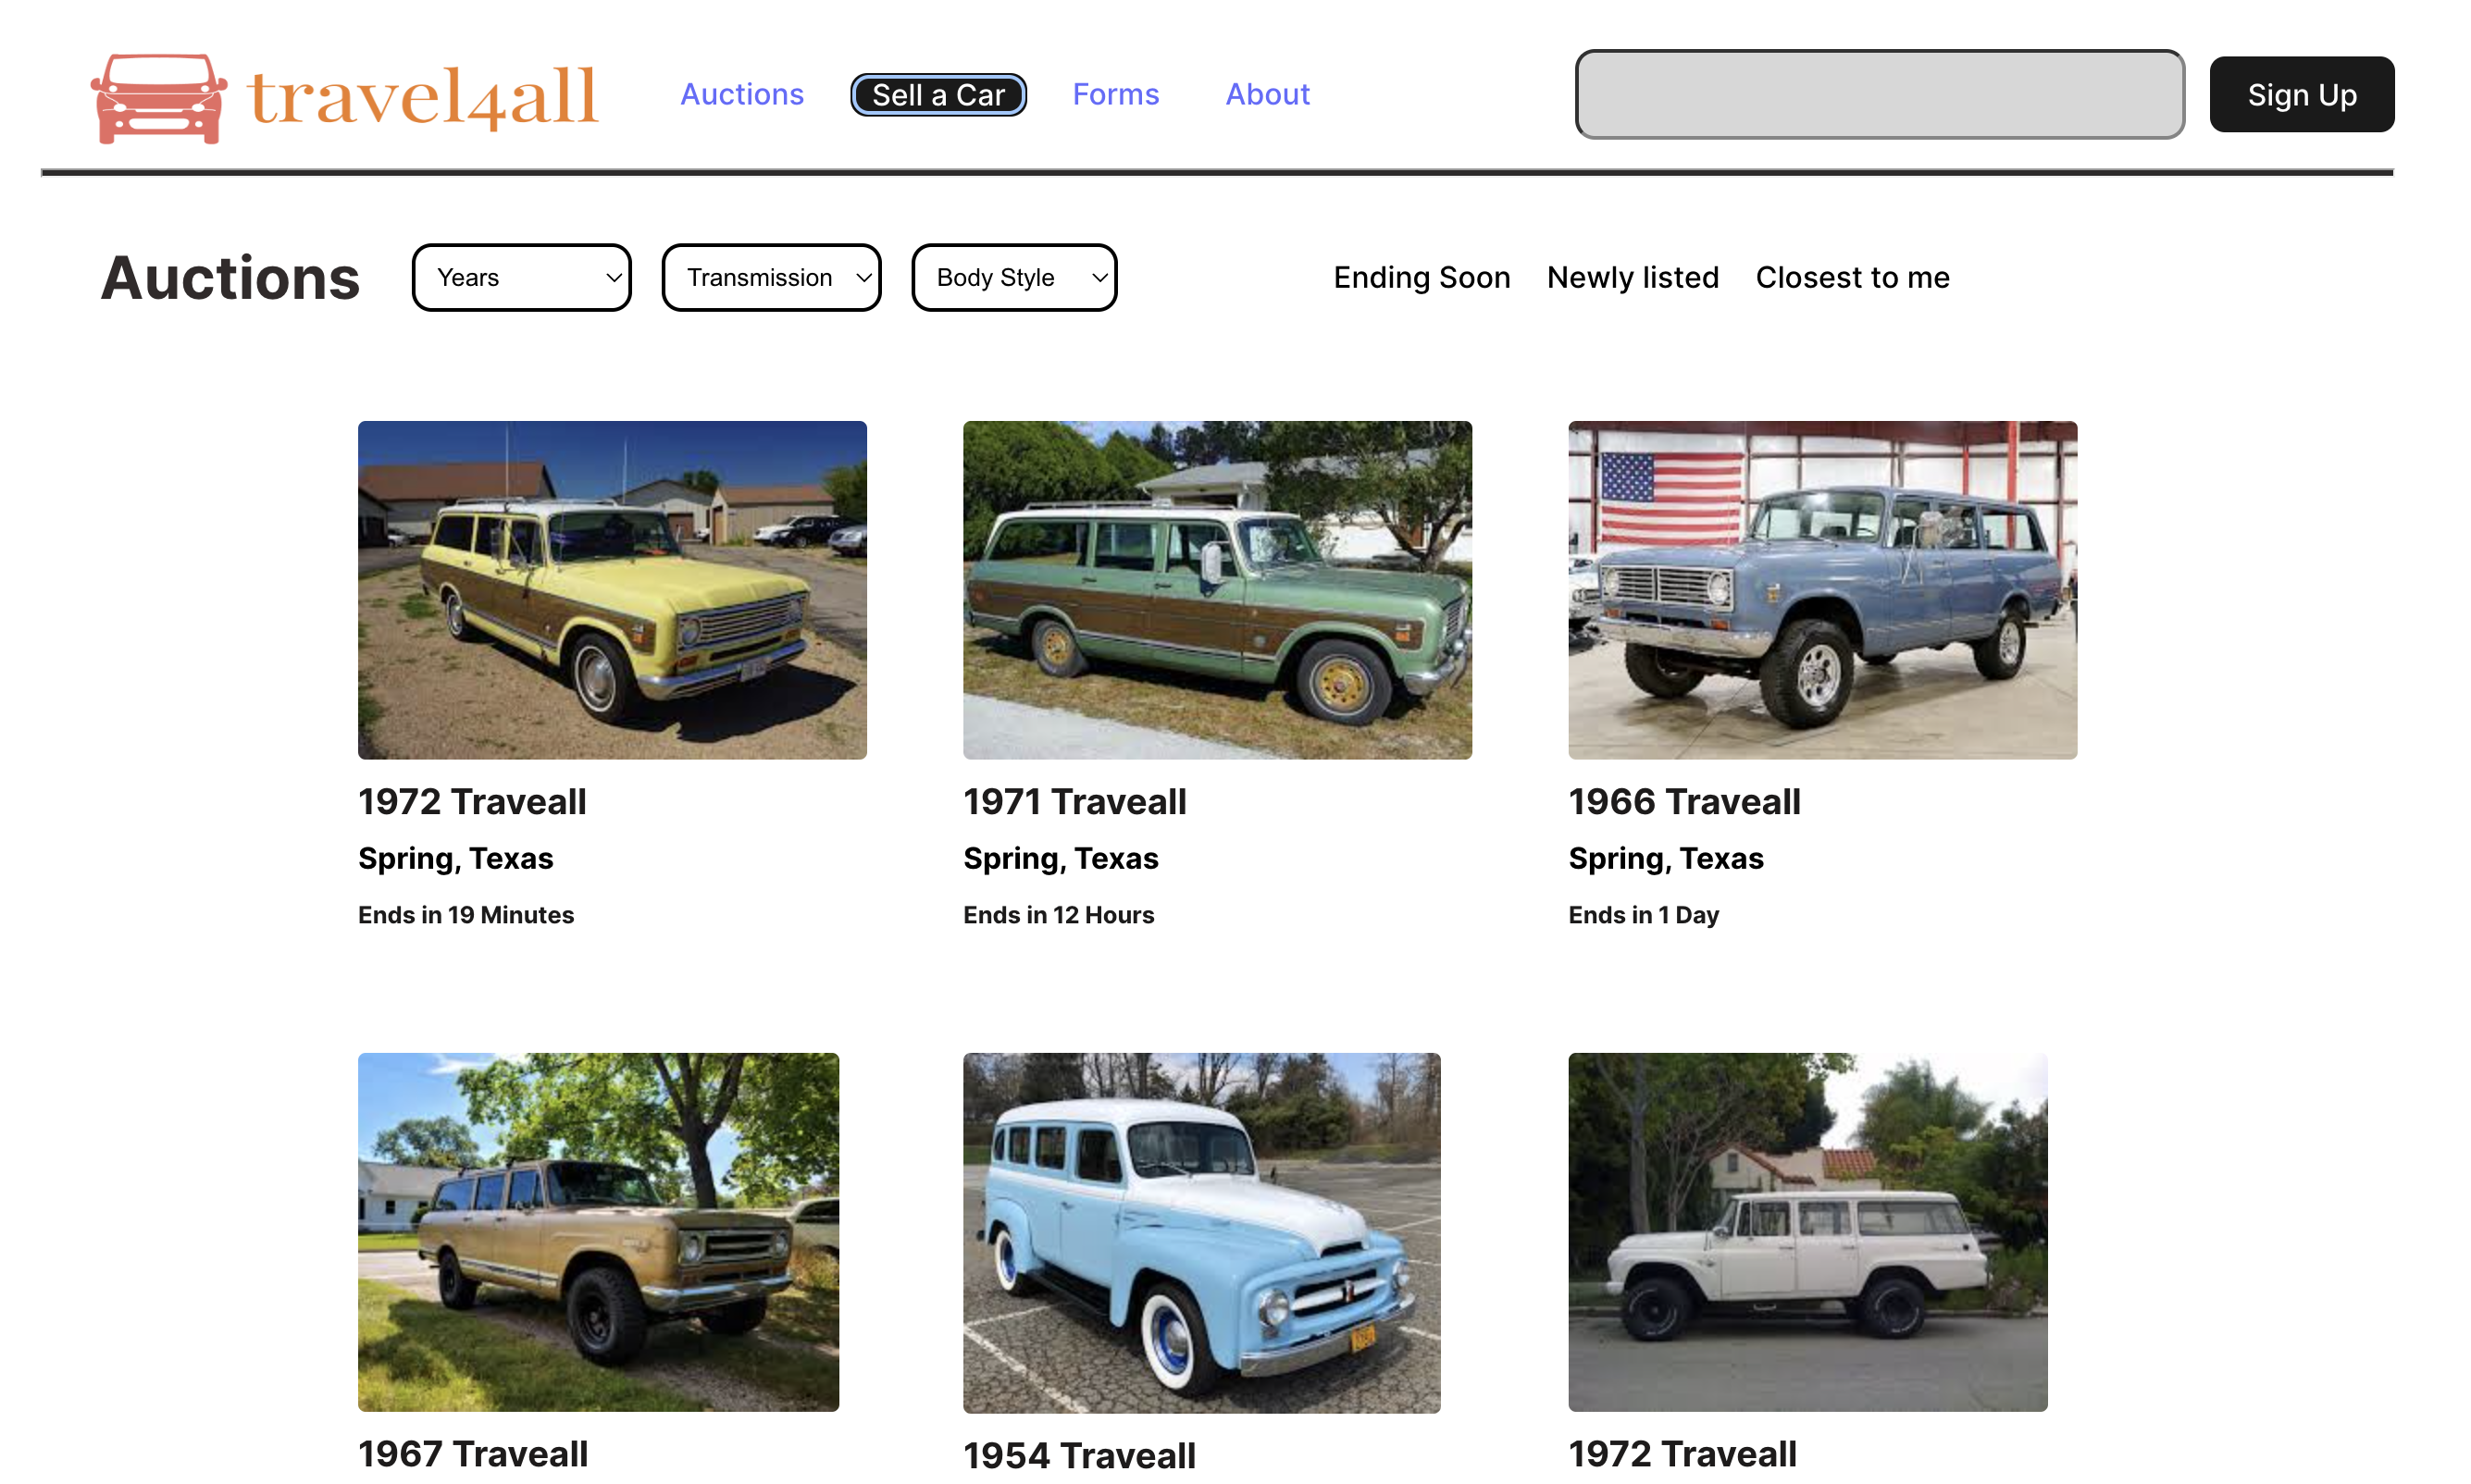 travel4all
Auctions
Sell a Car
Forms
About
Sign Up
Auctions
Years
Transmission
Body Style
Ending Soon
Newly listed
Closest to me
1972 Traveall
Spring, Texas
Ends in 19 Minutes
1971 Traveall
Spring, Texas
Ends in 12 Hours
1966 Traveall
Spring, Texas
Ends in 1 Day
1967 Traveall
1954 Traveall
1972 Traveall